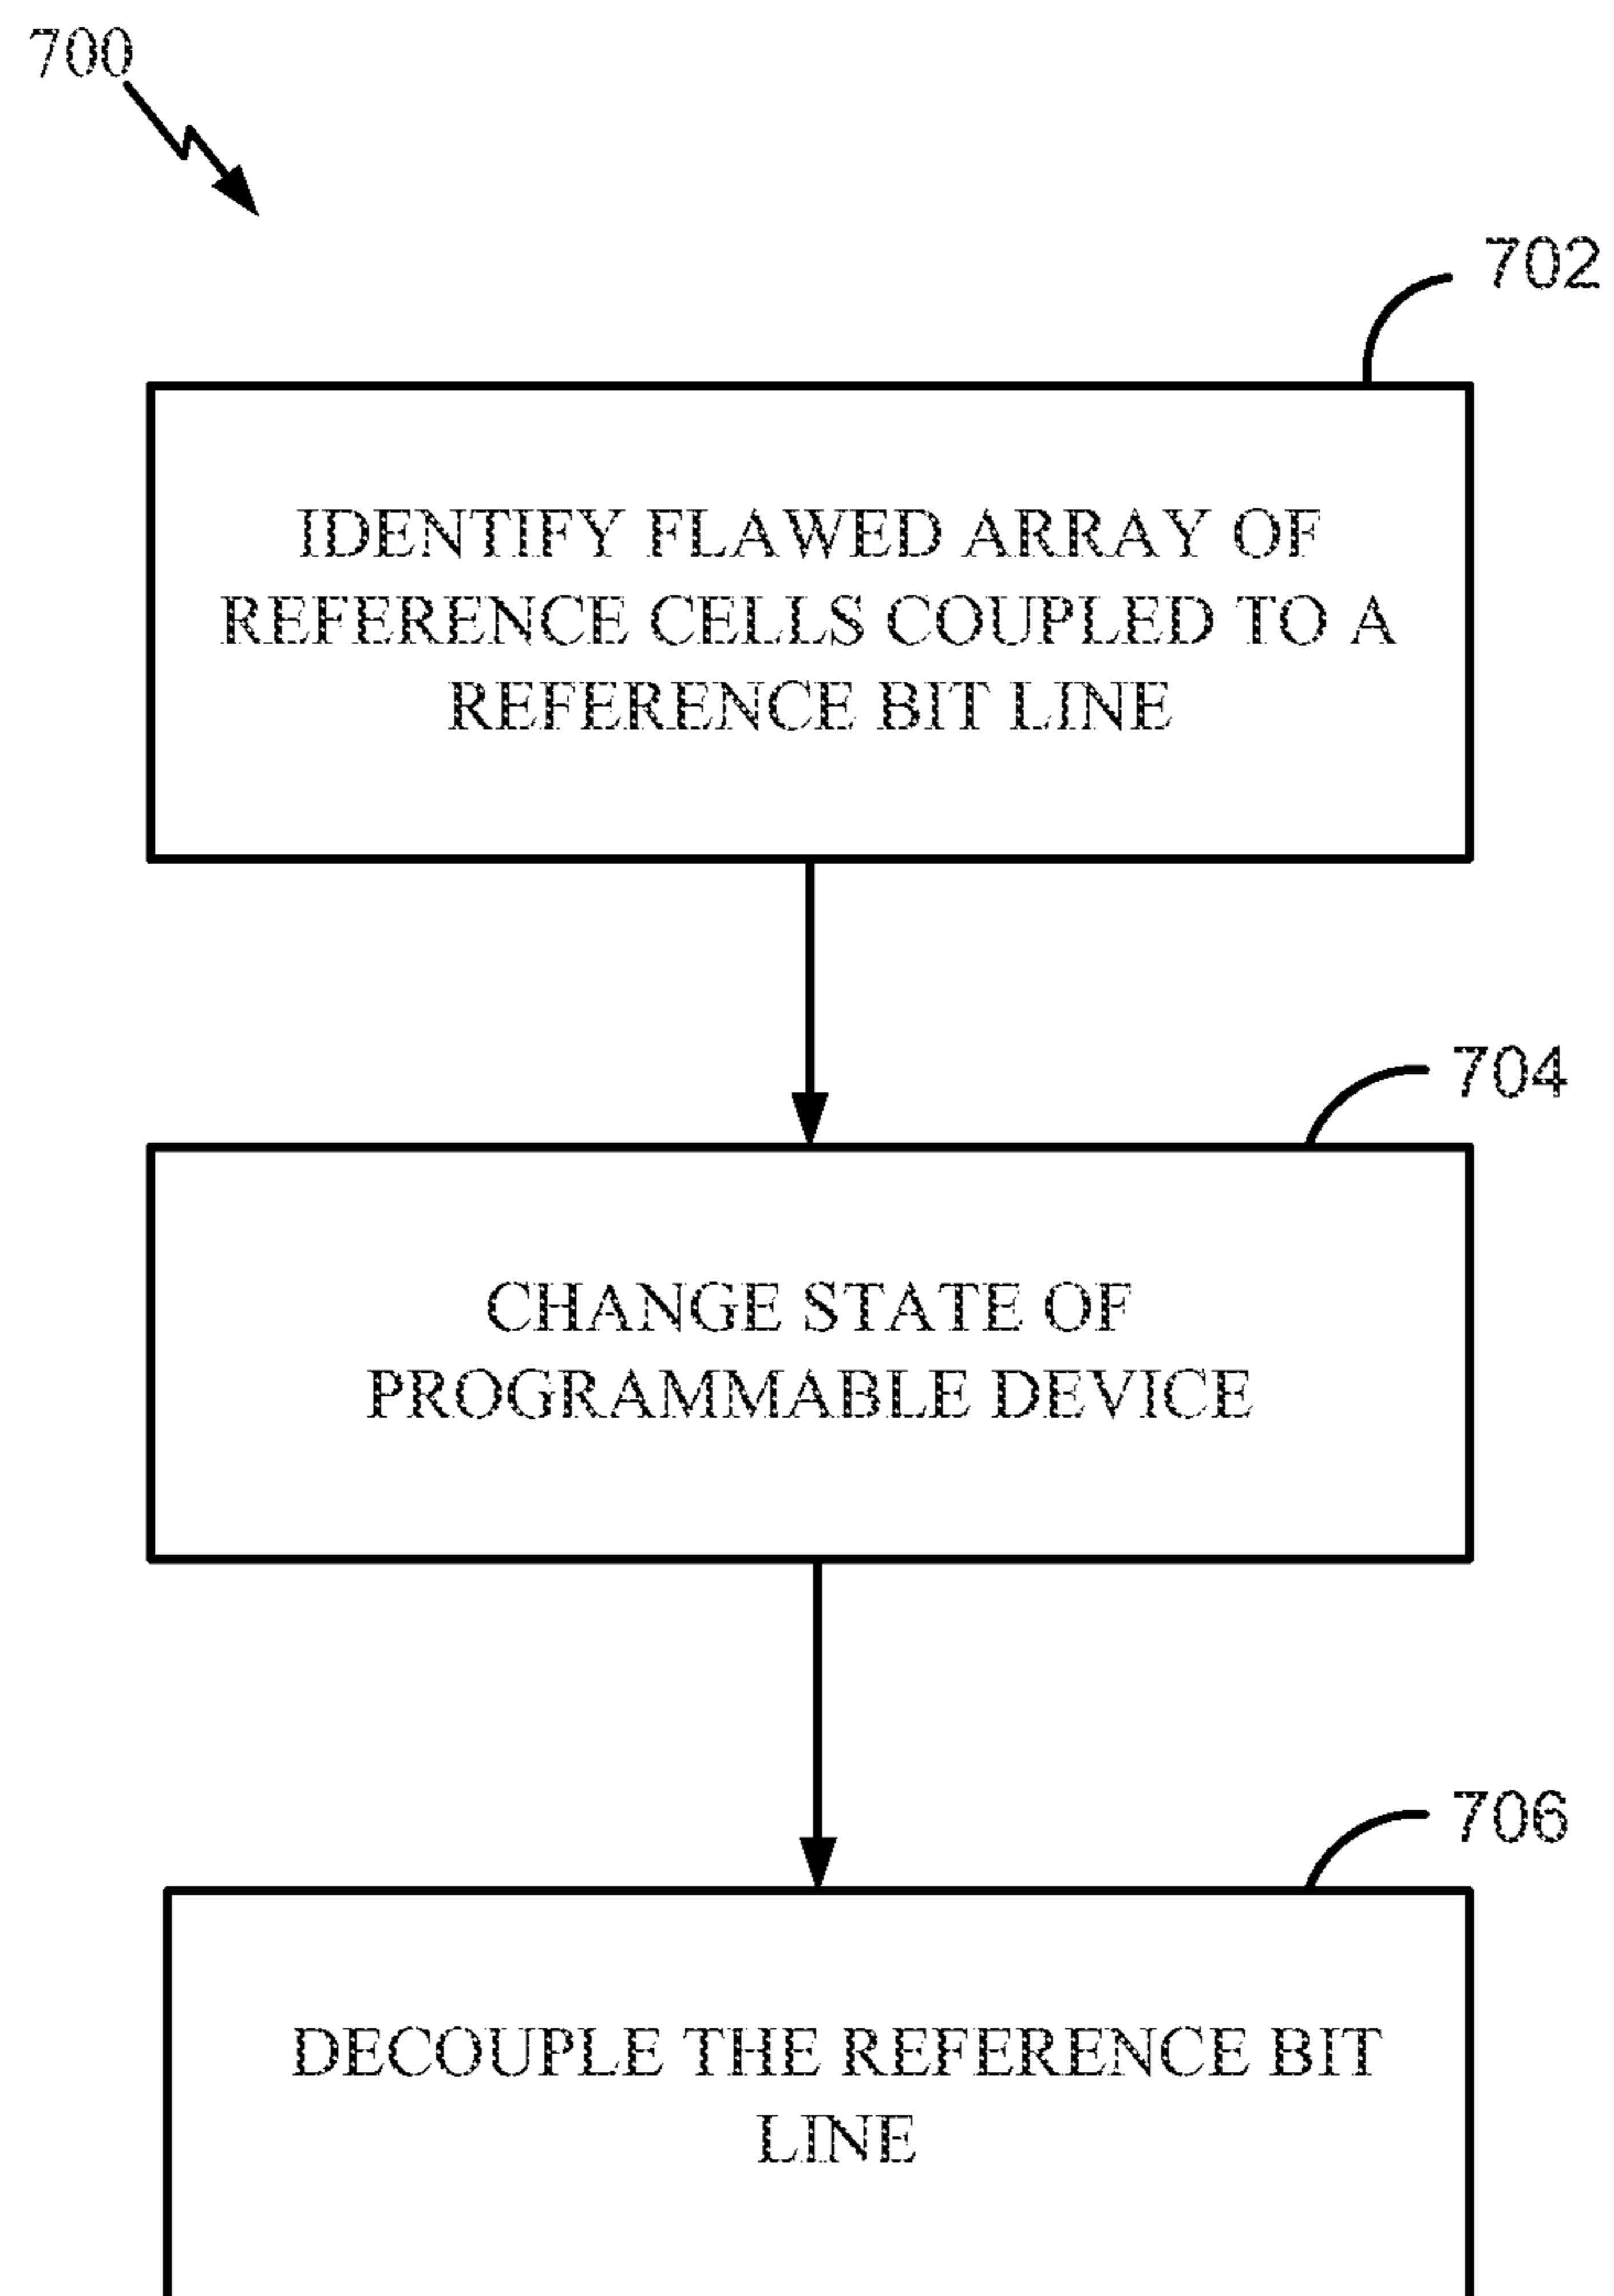 700
702
IDENTIFY FLAWED ARRAY OF
REFERENCE CELLS COUPLED TO A
REFERENCE BIT LINE
704
CHANGE STATE OF
PROGRAMMABLE DEVICE
706
DECOUPLE THE REFERENCE BIT
LINE